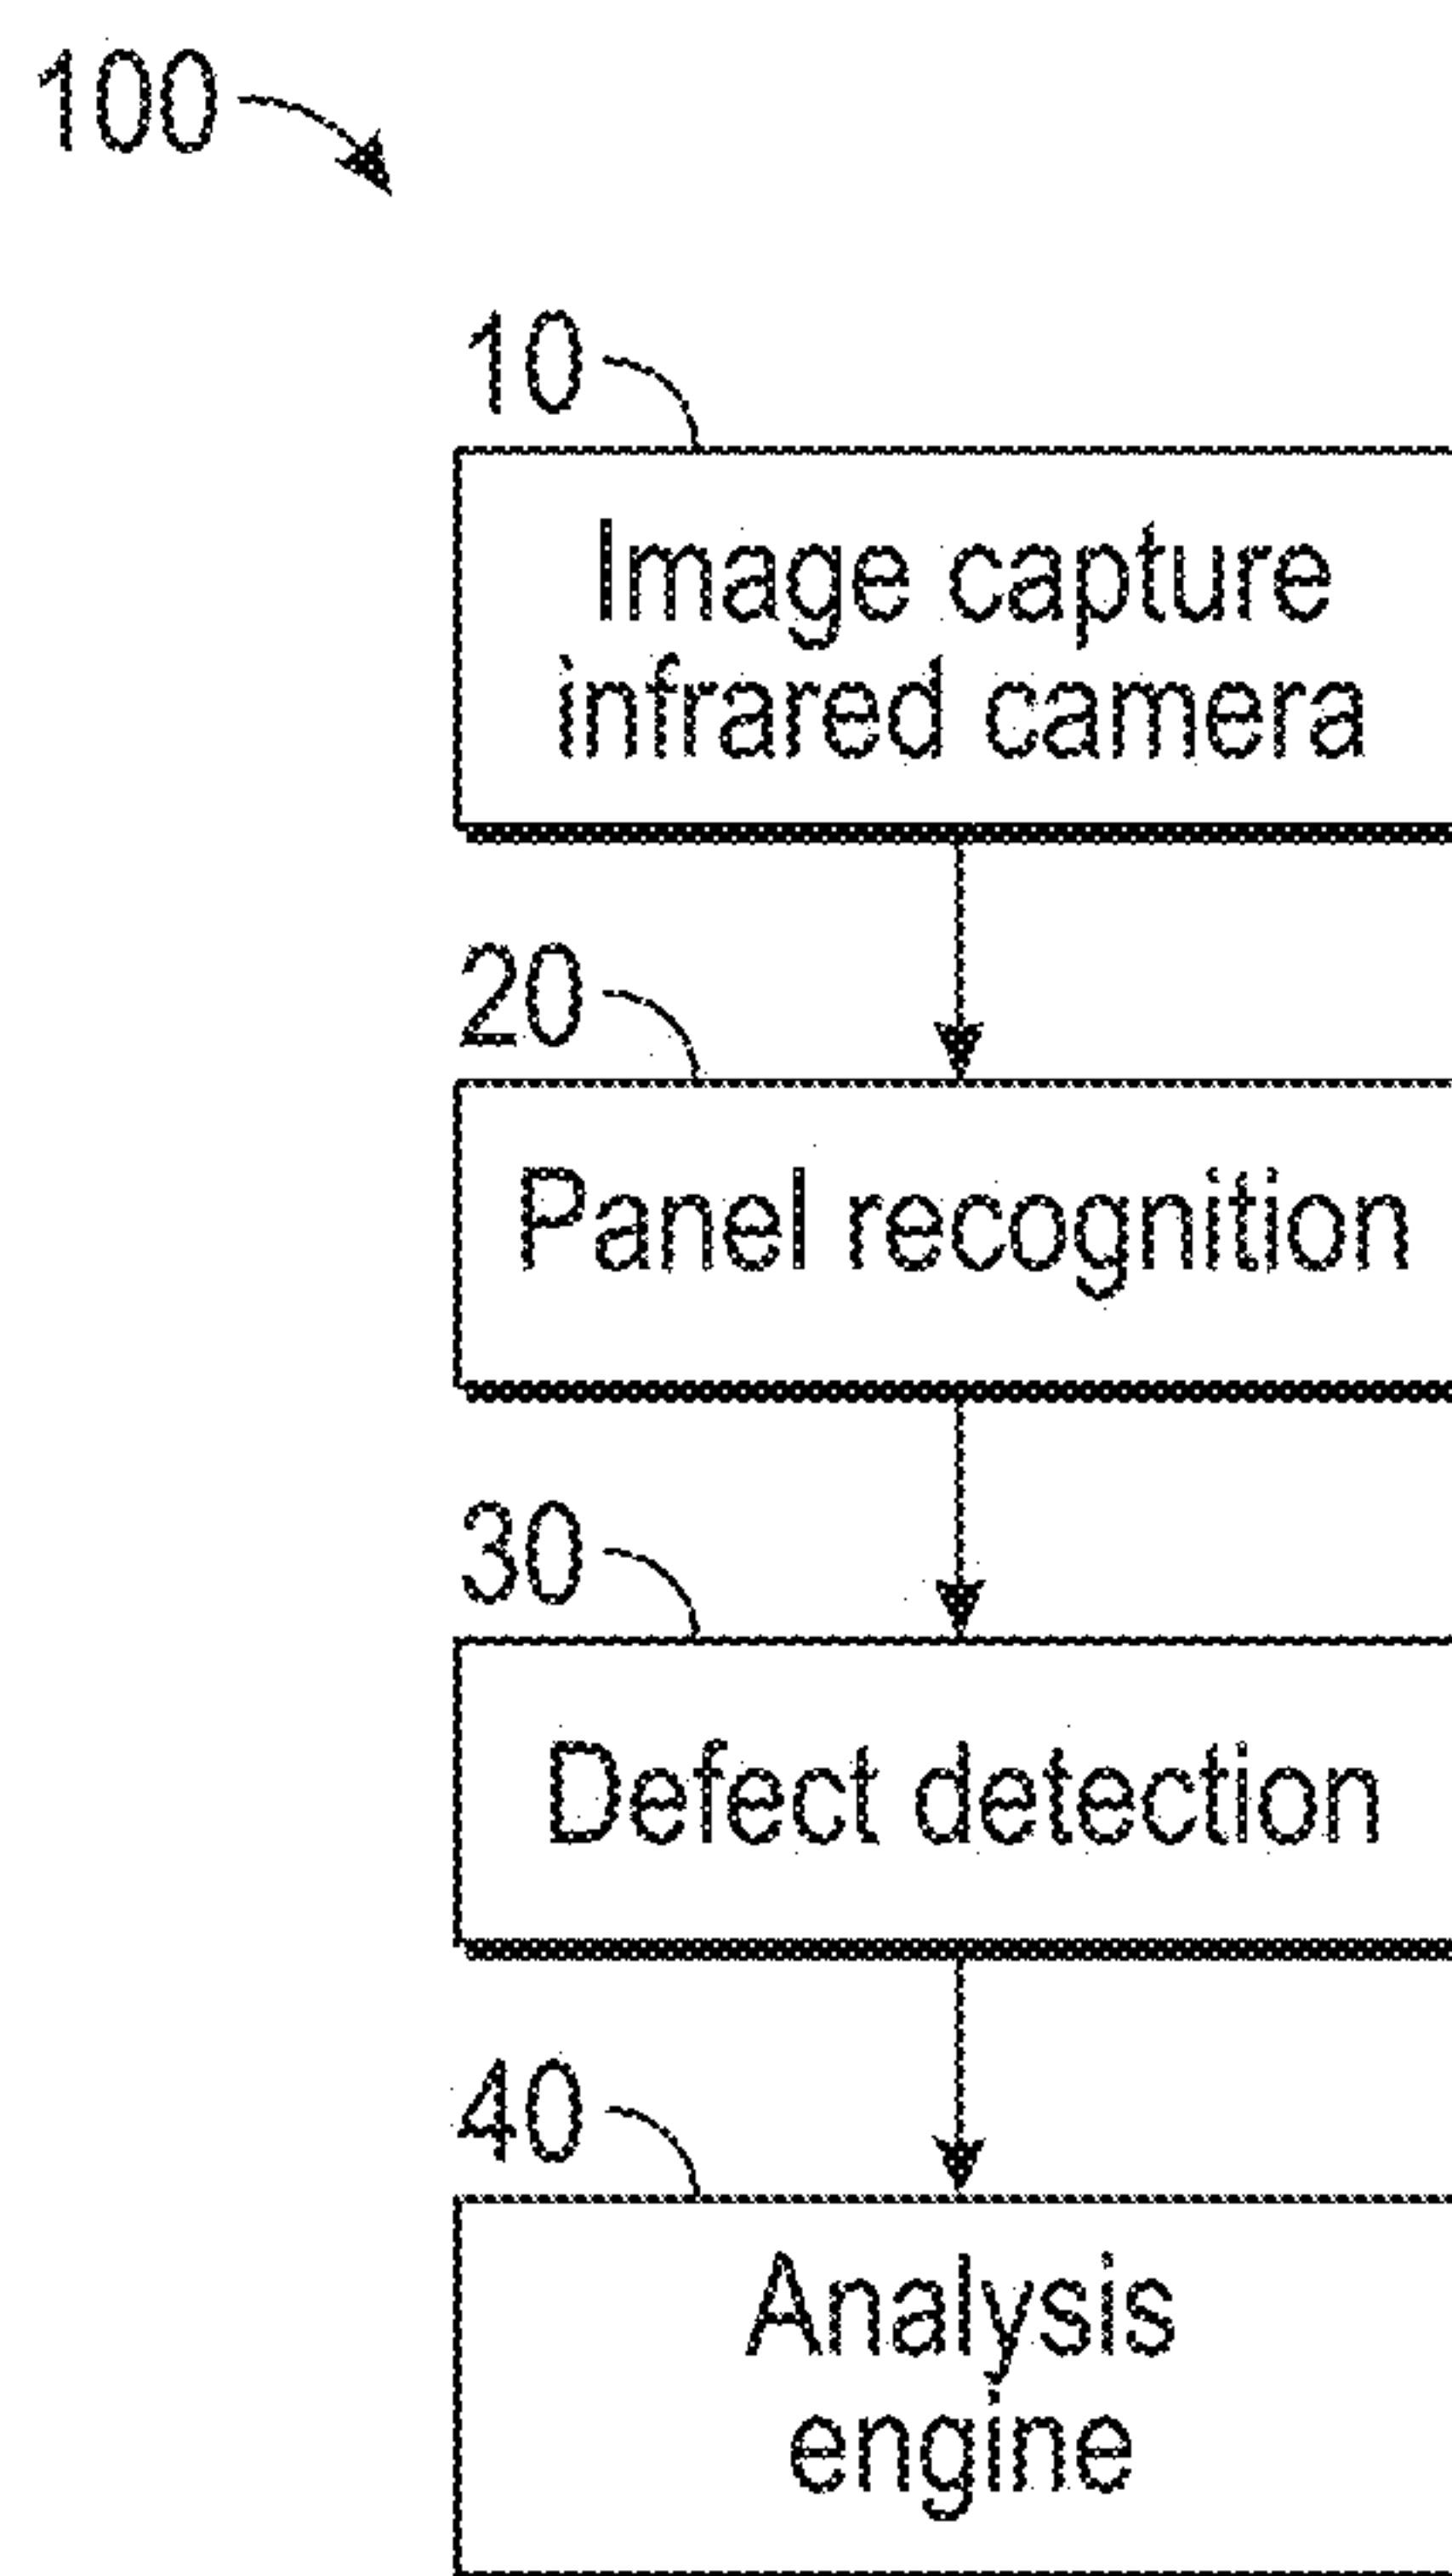 100
10
Image capture
infrared camera
20
Panel recognition
30
Defect detection
40
Analysis
engine